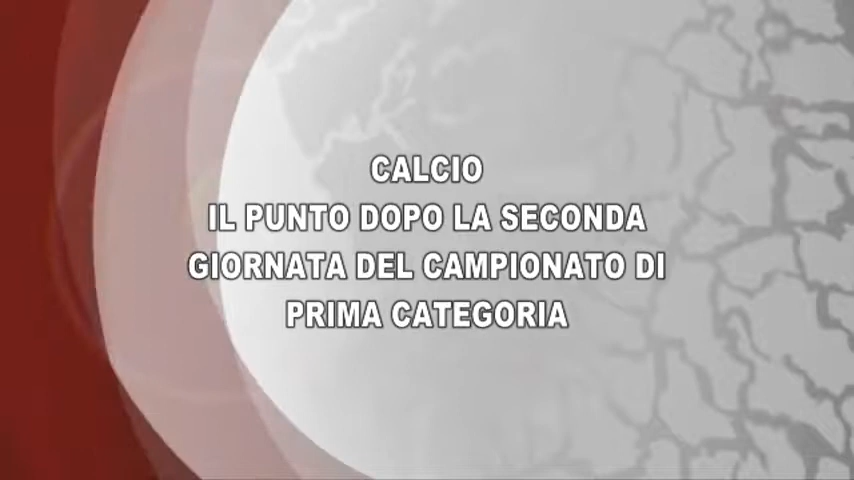 CALCIO
IL PUNTO DOPO LA SECONDA
GIORNATA DEL CAMPIONATO DI
PRIMA CATEGORIA